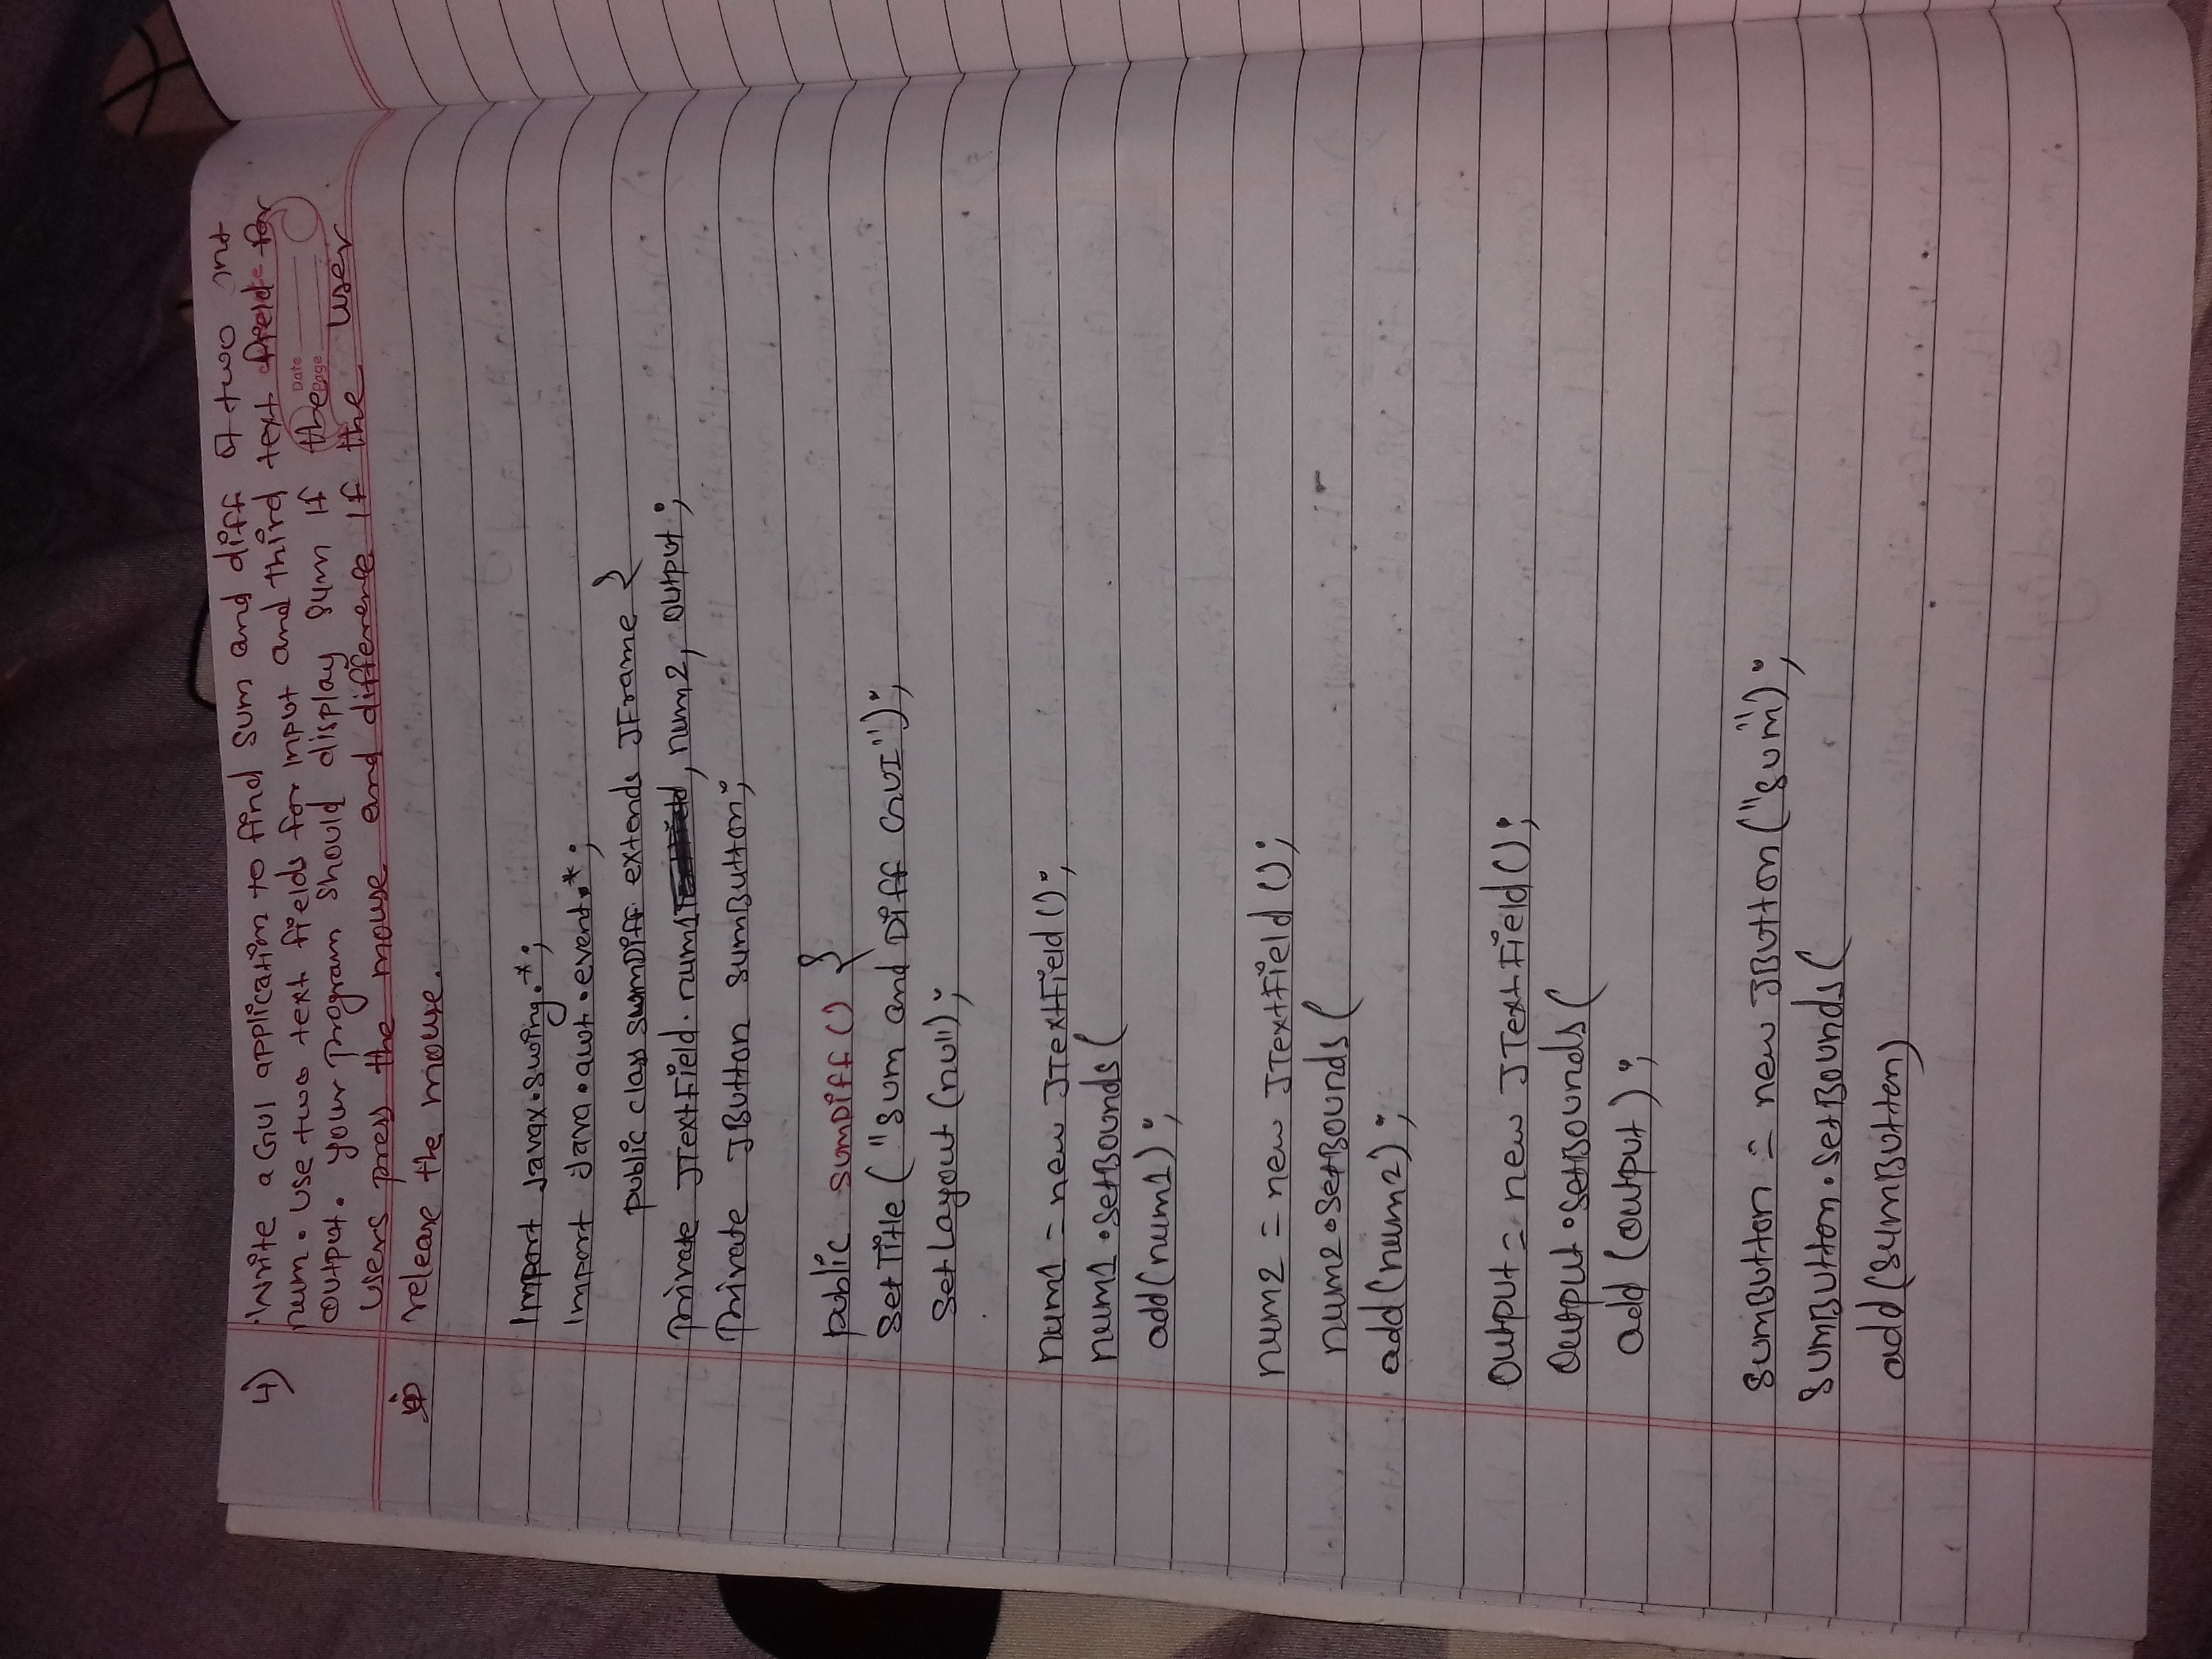 4) Write a GUI application to find sum and diff of two int
num. Use two text fields for input and third text field for
Date
output. your program should display sum if the
Page
users press the mouse and difference if the user
release the mouse.
Import Javax.swing.*;
Import Java.awt.event.*;
public class sumDiff extends JFrame {
private JTextField. num1, num2, output;
Private JButton sumButton;
public sumDiff() {
SetTitle ("Sum and Diff GUI");
SetLayout (null);
num1 = new JTextField ();
num1.setBounds (
add(num1);
num2 = new JTextField ();
num2.SetBounds (
add(num2);
Output = new JTextField();
Output.setBounds (
add (output);
SumButton = new JButton ("Sum");
SumButton.SetBounds (
add(SumButton)